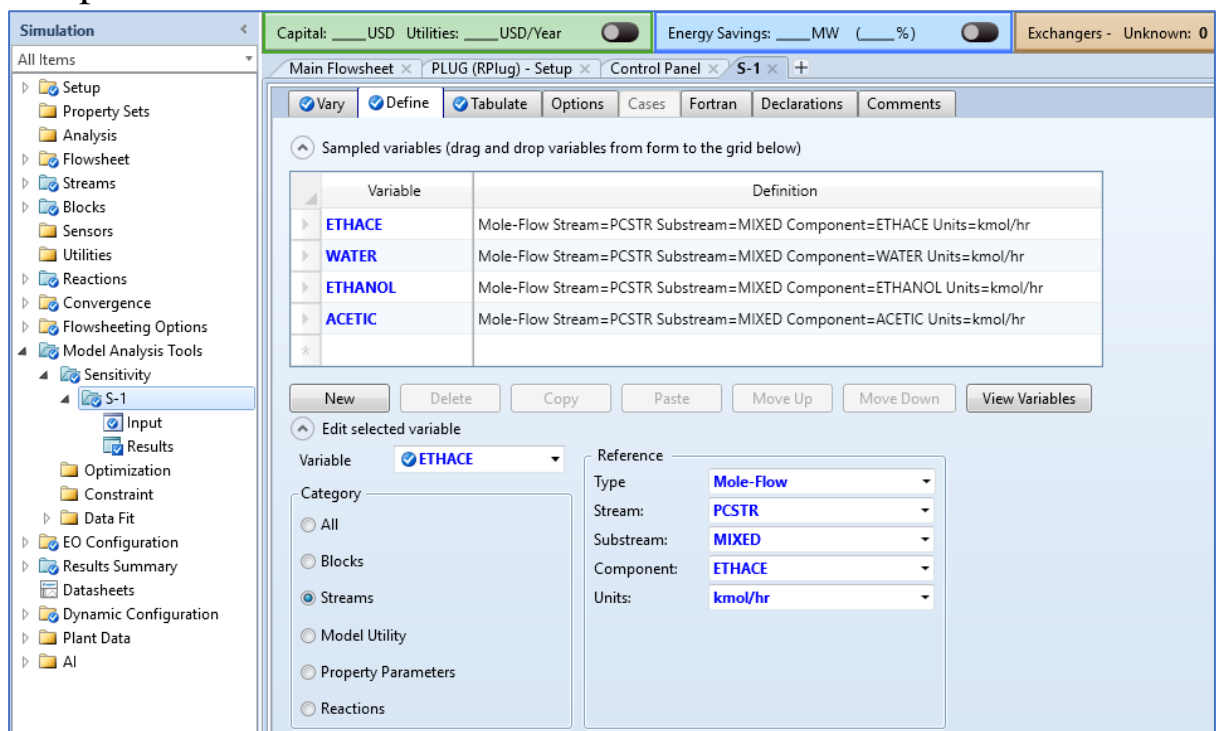 Simulation
Capital: ____USD Utilities: ____USD/Year
Energy Savings: ____MW (____%)
Exchangers - Unknown: 0
All Items
Main Flowsheet
PLUG (RPlug) - Setup
Control Panel
S-1
Setup
Property Sets
Analysis
Flowsheet
Streams
Blocks
Sensors
Utilities
Reactions
Convergence
Flowsheeting Options
Model Analysis Tools
Sensitivity
S-1
Input
Results
Optimization
Constraint
Data Fit
EO Configuration
Results Summary
Datasheets
Dynamic Configuration
Plant Data
AI
Vary
Define
Tabulate
Options
Cases
Fortran
Declarations
Comments
Sampled variables (drag and drop variables from form to the grid below)
Variable Definition
ETHACE Mole-Flow Stream=PCSTR Substream=MIXED Component=ETHACE Units=kmol/hr
WATER Mole-Flow Stream=PCSTR Substream=MIXED Component=WATER Units=kmol/hr
ETHANOL Mole-Flow Stream=PCSTR Substream=MIXED Component=ETHANOL Units=kmol/hr
ACETIC Mole-Flow Stream=PCSTR Substream=MIXED Component=ACETIC Units=kmol/hr
New Delete Copy Paste Move Up Move Down View Variables
Edit selected variable
Variable ETHACE
Category
All
Blocks
Streams
Model Utility
Property Parameters
Reactions
Reference
Type Mole-Flow
Stream: PCSTR
Substream: MIXED
Component: ETHACE
Units: kmol/hr